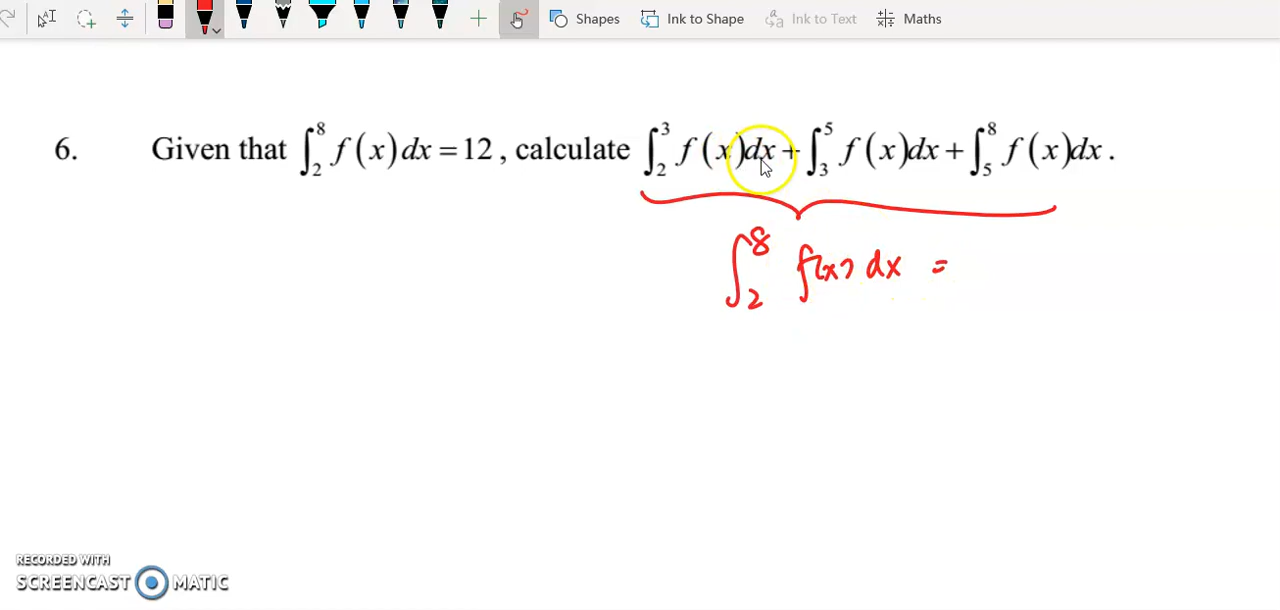 Shapes Ink to Shape Ink to Text Maths
6. Given that ∫₂⁸ f(x)dx = 12, calculate ∫₂³ f(x)dx + ∫₃⁵ f(x)dx + ∫₅⁸ f(x)dx.
∫₂⁸ f(x) dx =
RECORDED WITH
SCREENCAST MATIC